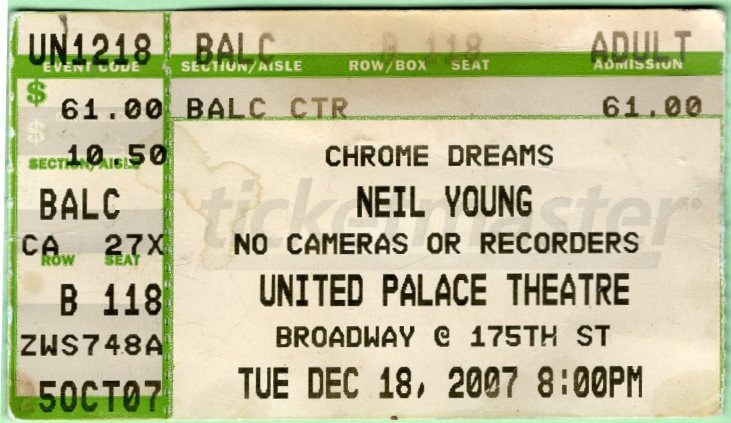 UN1218 BALC B 118 ADULT
EVENT CODE SECTION/AISLE ROW/BOX SEAT ADMISSION
$ 61.00 BALC CTR 61.00
$ 10.50
SECTION/AISLE
BALC
CA 27X
ROW SEAT
B 118
ZWS748A
5OCT07
CHROME DREAMS
NEIL YOUNG
ticketmaster®
NO CAMERAS OR RECORDERS
UNITED PALACE THEATRE
BROADWAY @ 175TH ST
TUE DEC 18, 2007 8:00PM